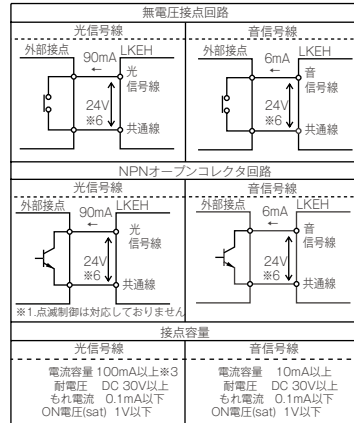 無電圧接点回路
光信号線 音信号線
外部接点 90mA LKEH
←
光
信号線
24V
※6
共通線
外部接点 6mA LKEH
←
音
信号線
24V
※6
共通線
NPNオープンコレクタ回路
光信号線 音信号線
外部接点 90mA LKEH
←
光
信号線
24V
※6
共通線
※1.点滅制御は対応しておりません
外部接点 6mA LKEH
←
音
信号線
24V
※6
共通線
接点容量
光信号線 音信号線
電流容量 100mA以上※3
耐電圧 DC 30V以上
もれ電流 0.1mA以下
ON電圧(sat) 1V以下
電流容量 10mA以上
耐電圧 DC 30V以上
もれ電流 0.1mA以下
ON電圧(sat) 1V以下